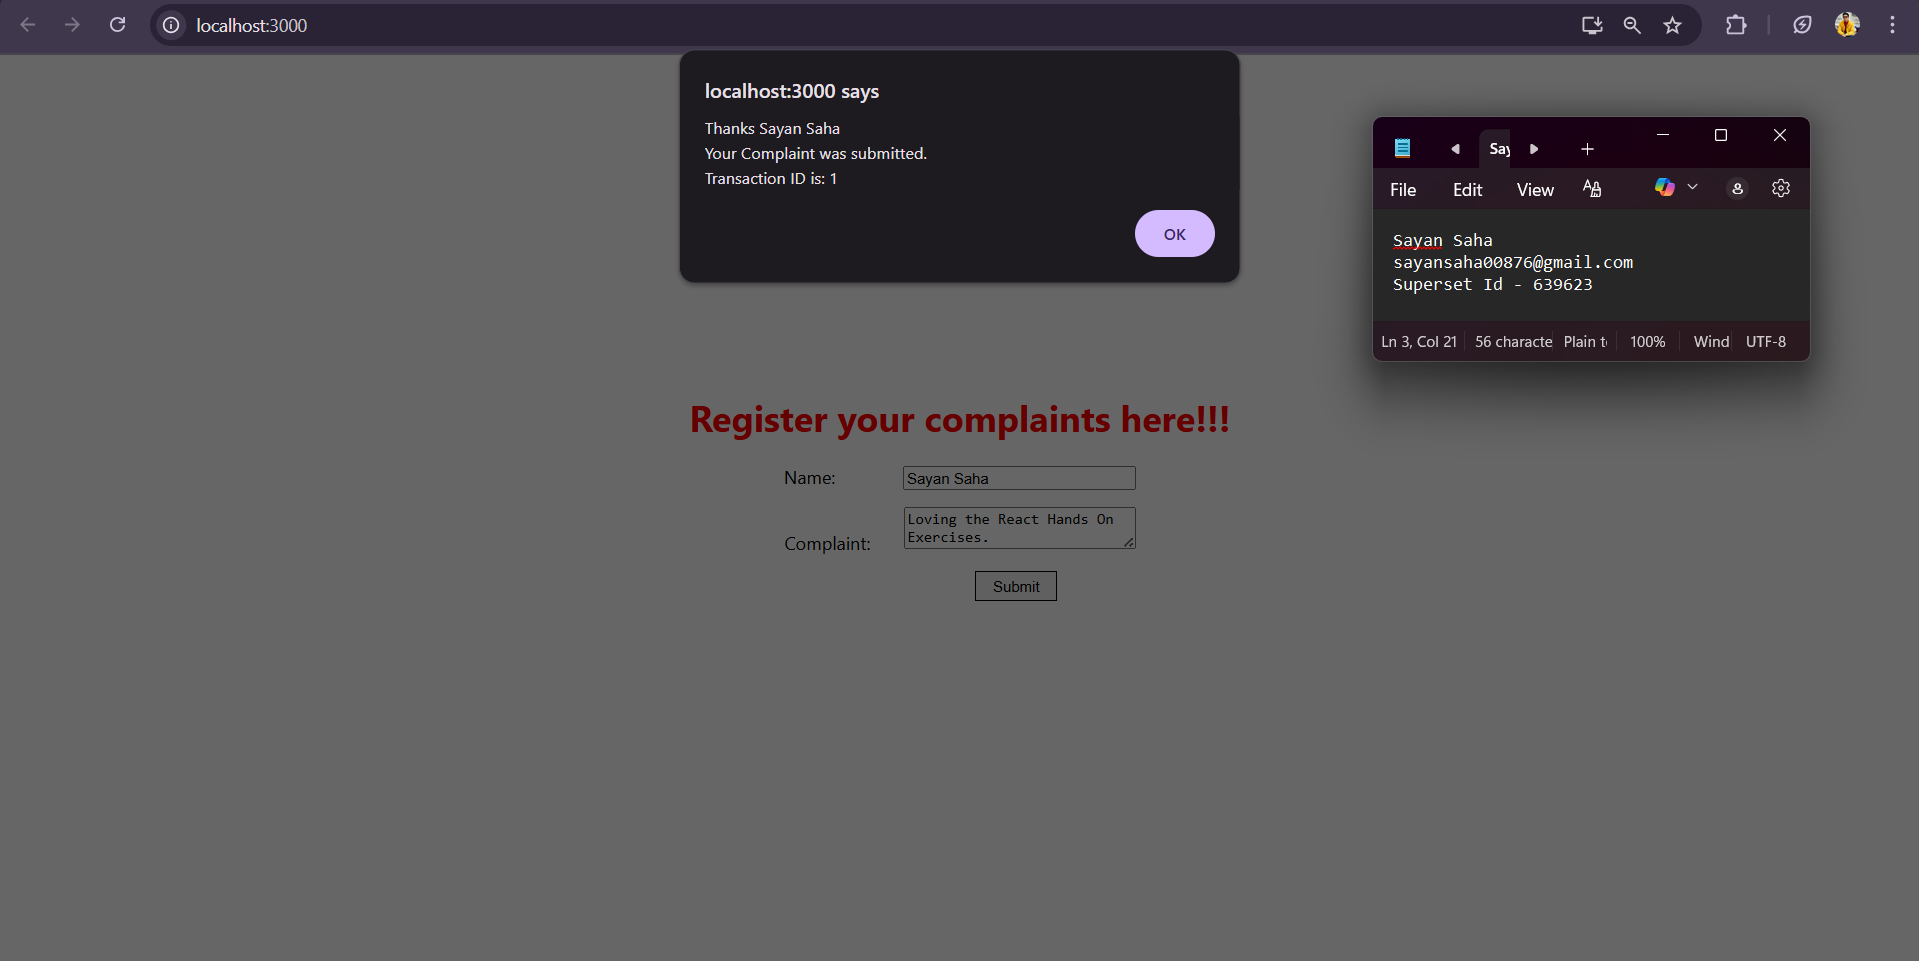 localhost:3000
localhost:3000 says
Thanks Sayan Saha
Your Complaint was submitted.
Transaction ID is: 1
OK
Say
File Edit View
Sayan Saha
sayansaha00876@gmail.com
Superset Id - 639623
Ln 3, Col 21 56 characte Plain t 100% Wind UTF-8
Register your complaints here!!!
Name: Sayan Saha
Complaint: Loving the React Hands On
Exercises.
Submit